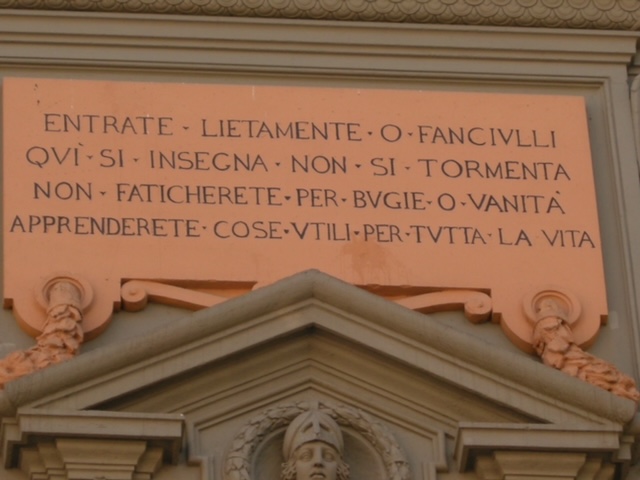 ENTRATE · LIETAMENTE · O · FANCIVLLI
QVÌ · SI · INSEGNA · NON · SI · TORMENTA
NON · FATICHERETE · PER · BVGIE · O · VANITÀ
APPRENDERETE · COSE · VTILI · PER · TVTTA · LA VITA